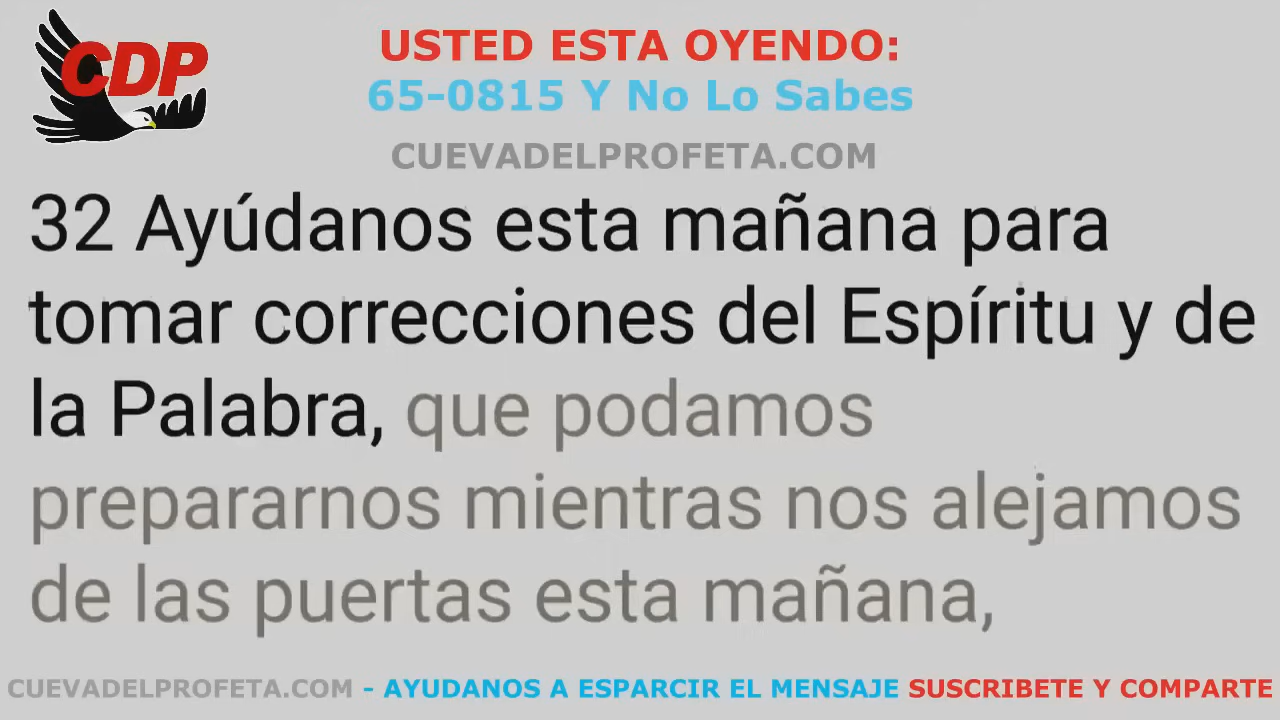 CDP
USTED ESTA OYENDO:
65-0815 Y No Lo Sabes
CUEVADELPROFETA.COM
32 Ayúdanos esta mañana para
tomar correcciones del Espíritu y de
la Palabra, que podamos
prepararnos mientras nos alejamos
de las puertas esta mañana,
CUEVADELPROFETA.COM - AYUDANOS A ESPARCIR EL MENSAJE SUSCRIBETE Y COMPARTE